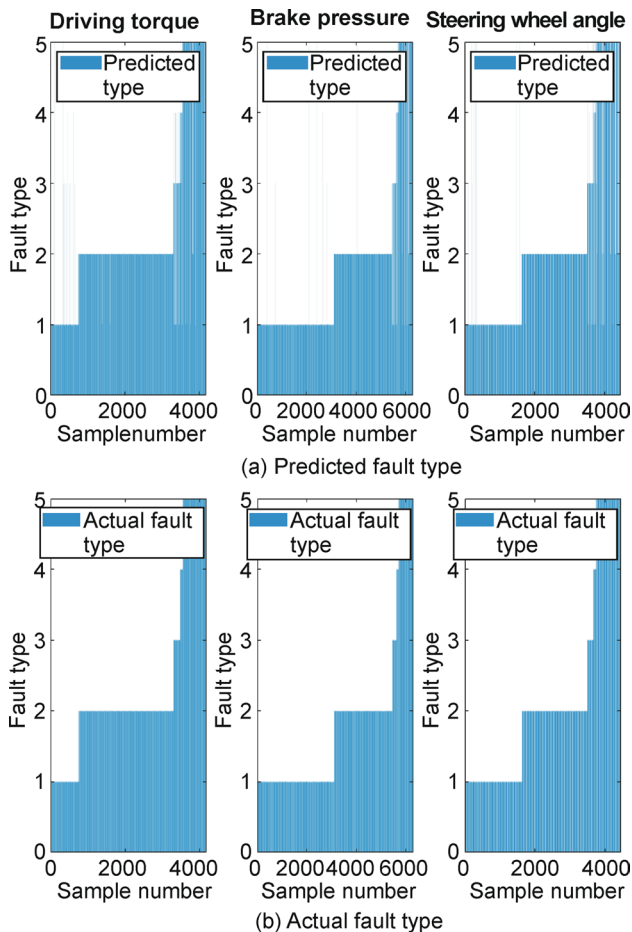 Driving torque
Brake pressure
Steering wheel angle
5
4
3
2
1
0
Fault type
Predicted
type
0
2000
4000
Samplenumber
5
4
3
2
1
0
Fault type
Predicted
type
0
2000
4000
6000
Sample number
5
4
3
2
1
0
Fault type
Predicted
type
0
2000
4000
Sample number
(a) Predicted fault type
5
4
3
2
1
0
Fault type
Actual fault
type
0
2000
4000
Sample number
5
4
3
2
1
0
Fault type
Actual fault
type
0
2000
4000
6000
Sample number
5
4
3
2
1
0
Fault type
Actual fault
type
0
2000
4000
Sample number
(b) Actual fault type